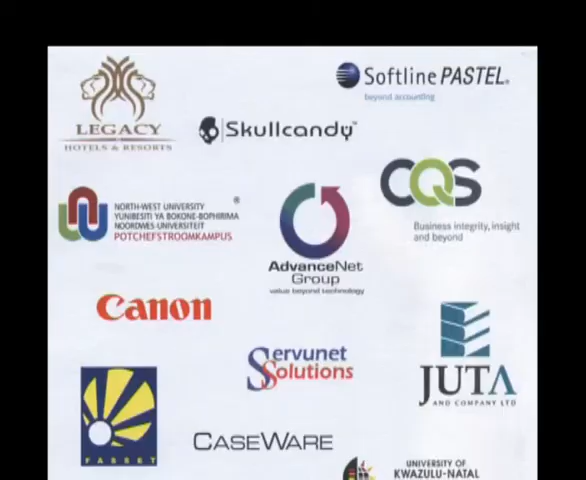 LEGACY
HOTELS & RESORTS
Softline PASTEL®
beyond accounting
Skullcandy™
NORTH-WEST UNIVERSITY ®
YUNIBESITI YA BOKONE-BOPHIRIMA
NOORDWES-UNIVERSITEIT
POTCHEFSTROOMKAMPUS
CQS
Business integrity, insight
and beyond
AdvanceNet
Group
value beyond technology
Canon
Servunet
Solutions
JUTA
AND COMPANY LTD
FASSET
CASEWARE
UNIVERSITY OF
KWAZULU-NATAL